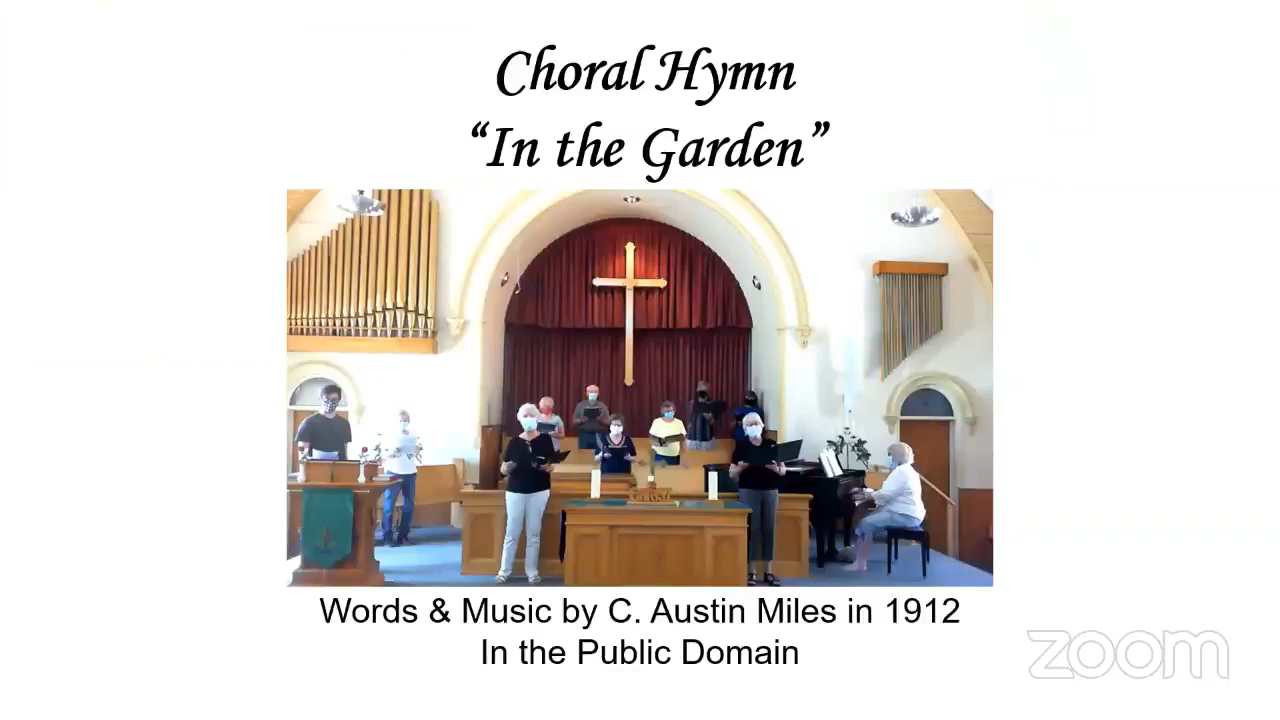 Choral Hymn
“In the Garden”
Words & Music by C. Austin Miles in 1912
In the Public Domain
zoom